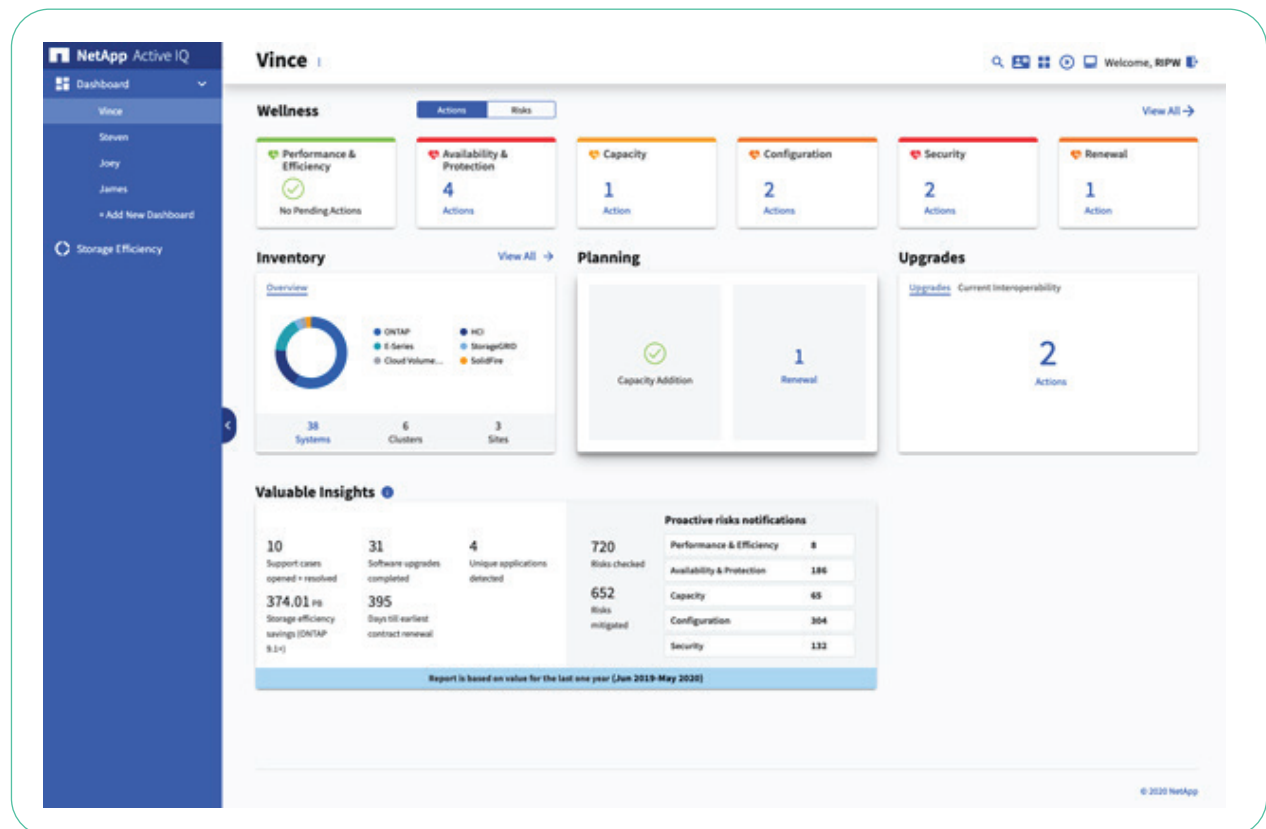 NetApp Active IQ
Dashboard
Vince
Steven
Joey
James
+ Add New Dashboard
Storage Efficiency
Vince
Welcome, RIPW
Wellness
Actions Risks
View All →
Performance &
Efficiency
No Pending Actions
Availability &
Protection
4
Actions
Capacity
1
Action
Configuration
2
Actions
Security
2
Actions
Renewal
1
Action
Inventory
View All →
Overview
ONTAP
E-Series
Cloud Volume...
HCI
StorageGRID
SolidFire
38
Systems
6
Clusters
3
Sites
Planning
Capacity Addition
1
Renewal
Upgrades
Upgrades Current Interoperability
2
Actions
Valuable Insights
10
Support cases
opened + resolved
31
Software upgrades
completed
4
Unique applications
detected
374.01 PB
Storage efficiency
savings (ONTAP
9.1+)
395
Days till earliest
contract renewal
720
Risks checked
652
Risks
mitigated
Proactive risks notifications
Performance & Efficiency 8
Availability & Protection 186
Capacity 65
Configuration 304
Security 132
Report is based on value for the last one year (Jun 2019-May 2020)
© 2020 NetApp